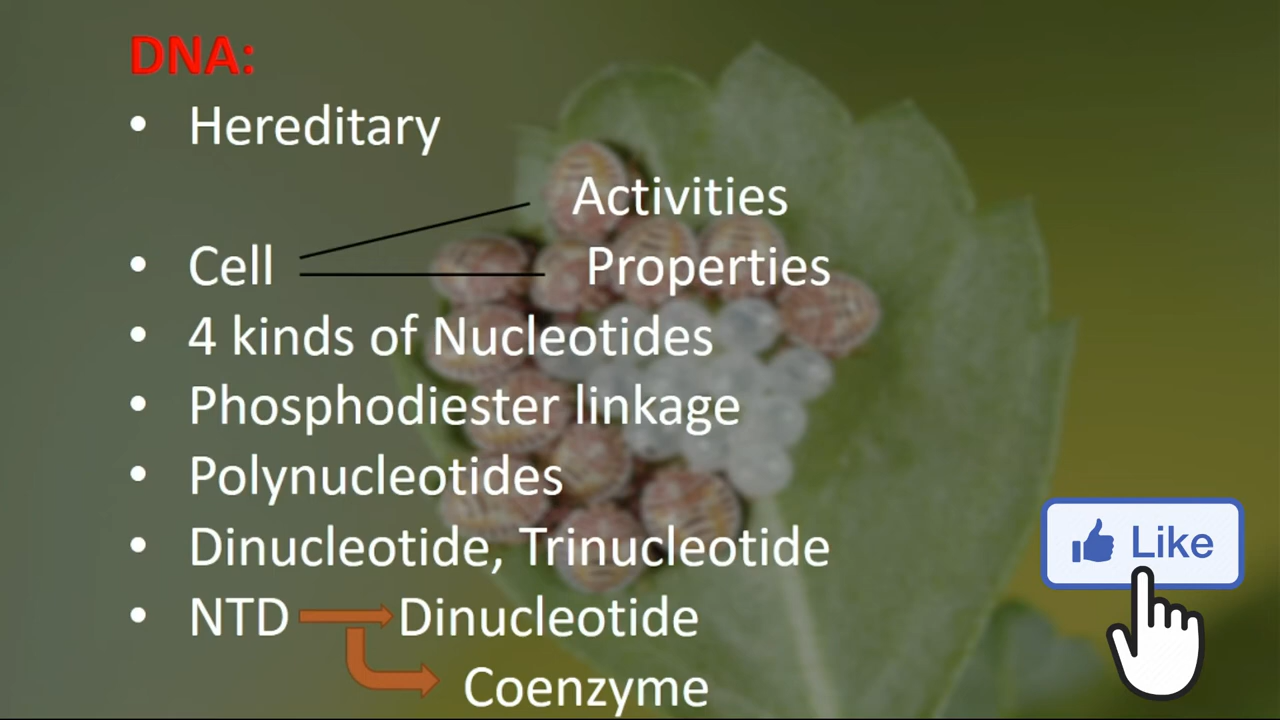 DNA:
• Hereditary
Activities
• Cell
Properties
• 4 kinds of Nucleotides
• Phosphodiester linkage
• Polynucleotides
• Dinucleotide, Trinucleotide
• NTD Dinucleotide
Coenzyme
Like